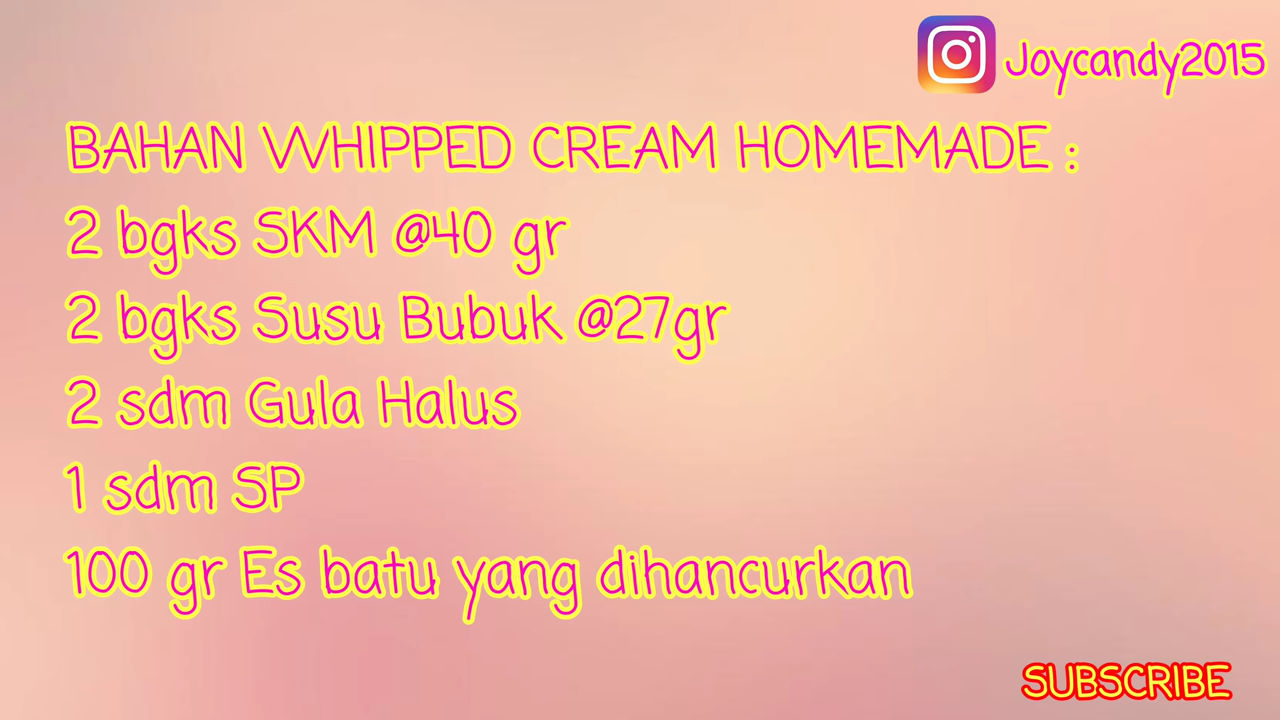 Joycandy2015
BAHAN WHIPPED CREAM HOMEMADE :
2 bgks SKM @40 gr
2 bgks Susu Bubuk @27gr
2 sdm Gula Halus
1 sdm SP
100 gr Es batu yang dihancurkan
SUBSCRIBE